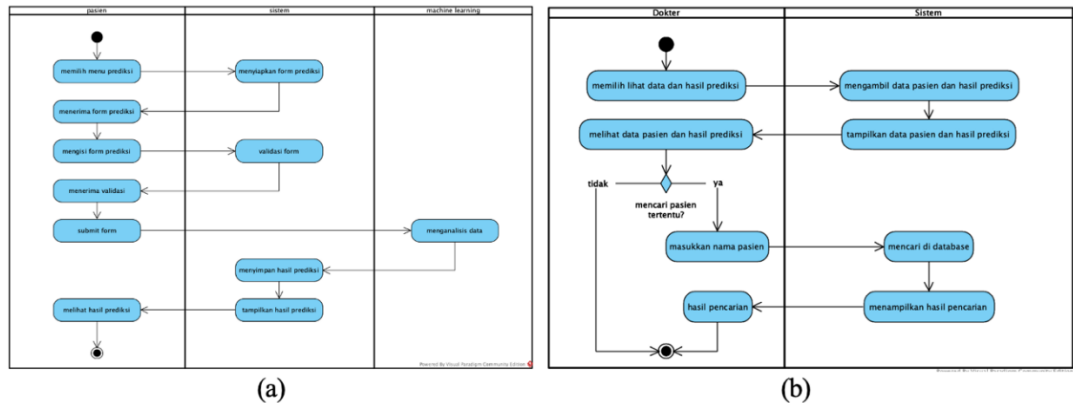 pasien sistem machine learning
memilih menu prediksi menyiapkan form prediksi
menerima form prediksi
mengisi form prediksi validasi form
menerima validasi
submit form menganalisis data
menyimpan hasil prediksi
melihat hasil prediksi tampilkan hasil prediksi
Powered By Visual Paradigm Community Edition
(a)
Dokter Sistem
memilih lihat data dan hasil prediksi mengambil data pasien dan hasil prediksi
melihat data pasien dan hasil prediksi tampilkan data pasien dan hasil prediksi
tidak ya
mencari pasien
tertentu?
masukkan nama pasien mencari di database
hasil pencarian menampilkan hasil pencarian
(b)